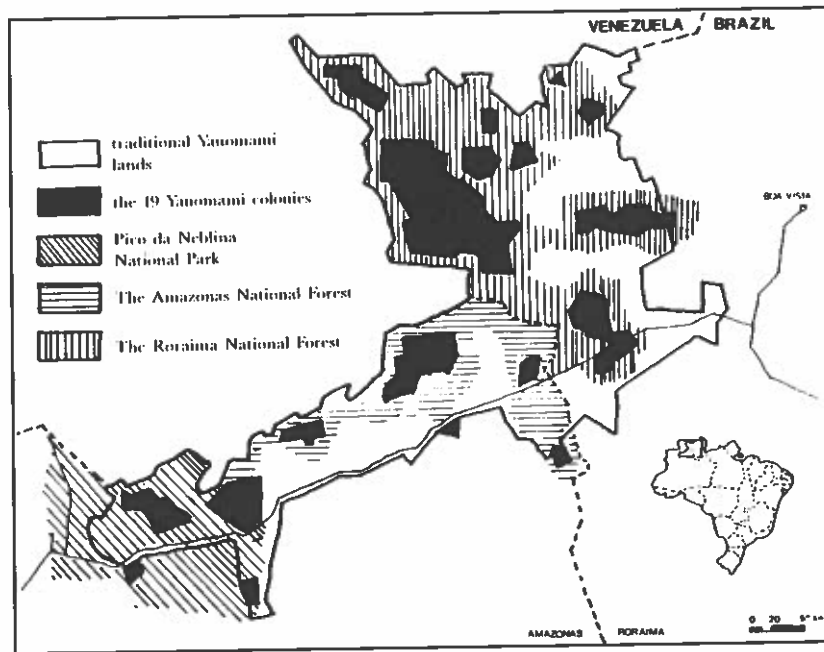 VENEZUELA BRAZIL
traditional Yanomami
lands
the 19 Yanomami colonies
Pico da Neblina
National Park
The Amazonas National Forest
The Roraima National Forest
BOA VISTA
0 20
AMAZONAS RORAIMA